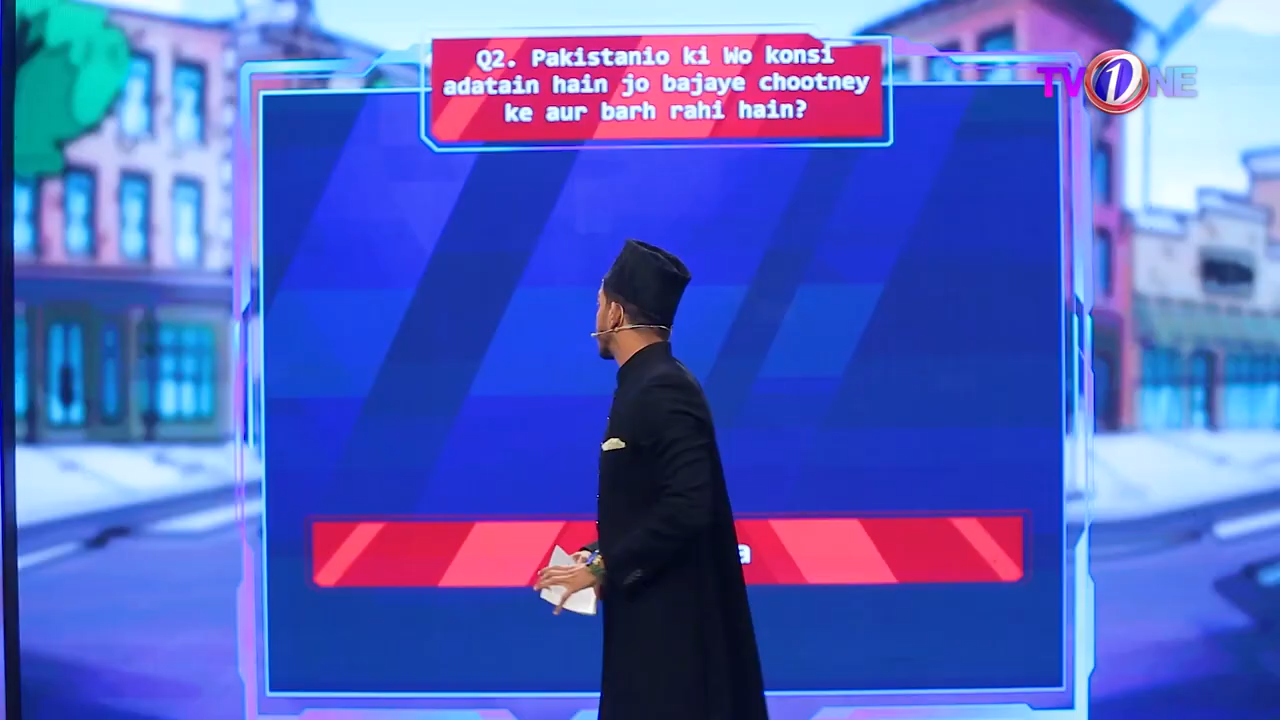 Q2. Pakistanio ki Wo konsi
adatain hain jo bajaye chootney
ke aur barh rahi hain?
TV ONE